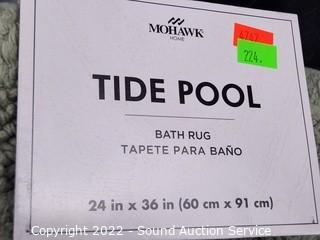 MOHAWK
HOME
4747
224.
TIDE POOL
BATH RUG
TAPETE PARA BAÑO
24 in x 36 in (60 cm x 91 cm)
Copyright 2022 - Sound Auction Service